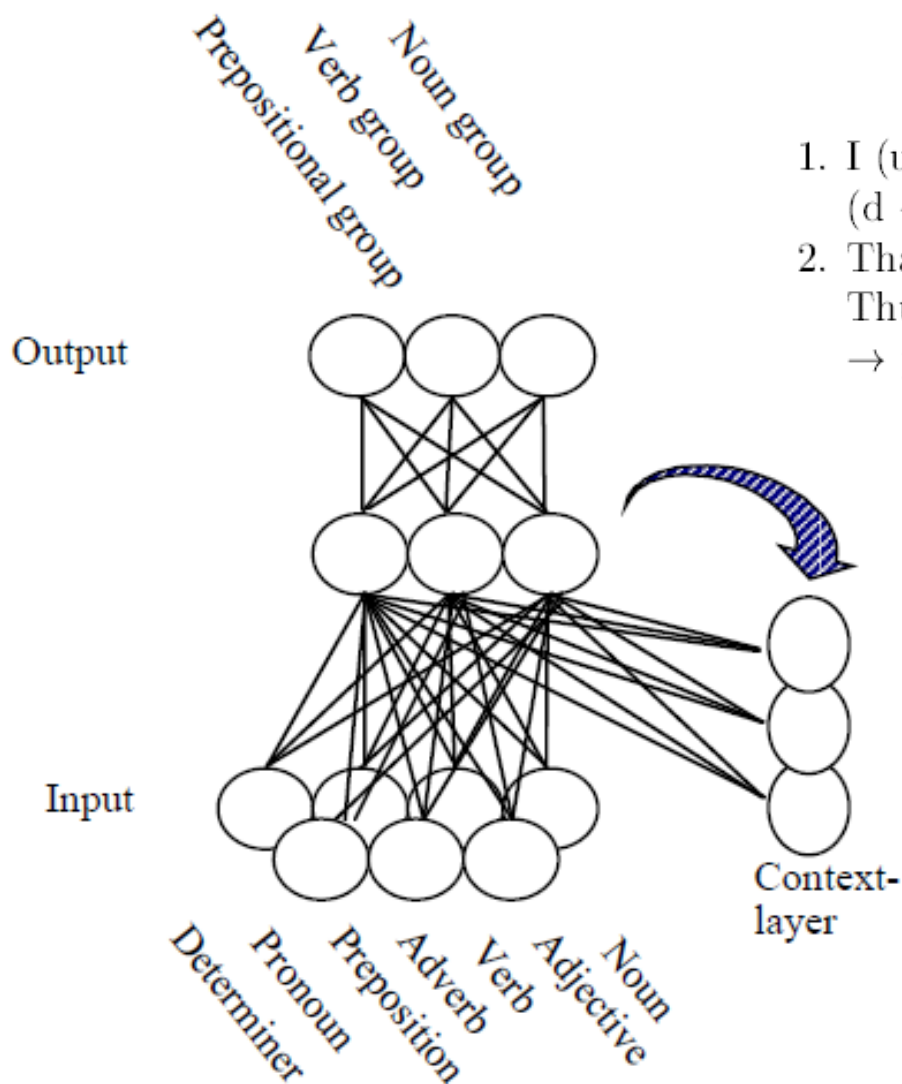 Prepositional group
Verb group
Noun group
1. I (u
(d
2. Tha
Thu
→
Output
Input
Context-
layer
Determiner
Pronoun
Preposition
Adverb
Verb
Adjective
Noun